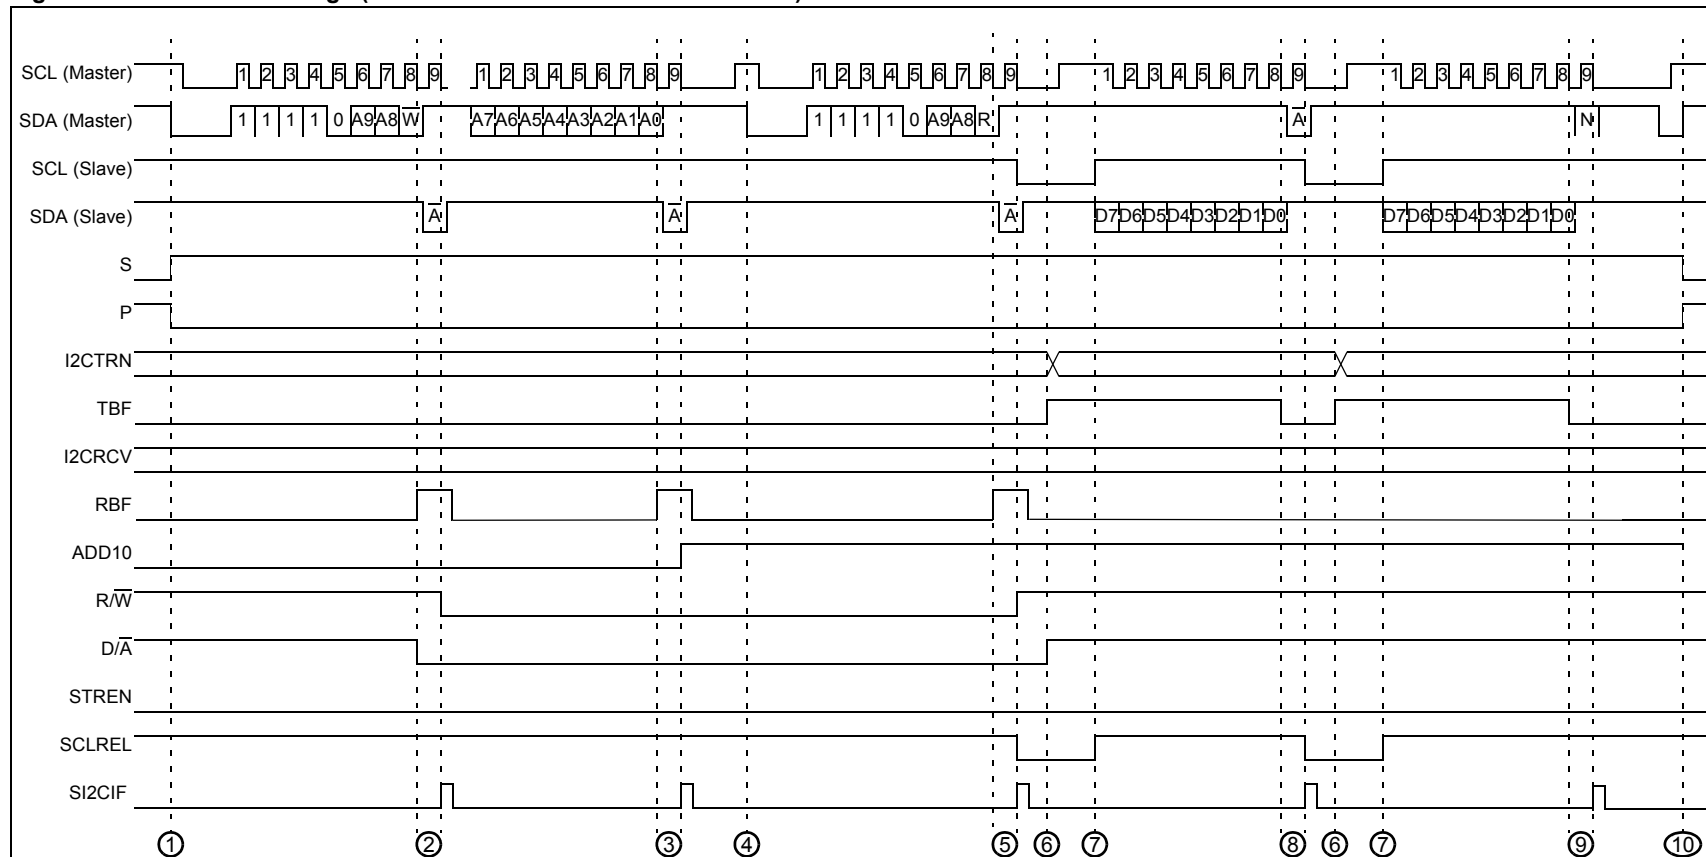 SCL (Master) 1 2 3 4 5 6 7 8 9 1 2 3 4 5 6 7 8 9 1 2 3 4 5 6 7 8 9 1 2 3 4 5 6 7 8 9 1 2 3 4 5 6 7 8 9
SDA (Master) 1 1 1 1 0 A9 A8 W̅ A7 A6 A5 A4 A3 A2 A1 A0 1 1 1 1 0 A9 A8 R A̅ N
SCL (Slave)
SDA (Slave) A̅ A̅ A̅ D7 D6 D5 D4 D3 D2 D1 D0 D7 D6 D5 D4 D3 D2 D1 D0
S
P
I2CTRN
TBF
I2CRCV
RBF
ADD10
R/W̅
D/A̅
STREN
SCLREL
SI2CIF
1 2 3 4 5 6 7 8 6 7 9 10